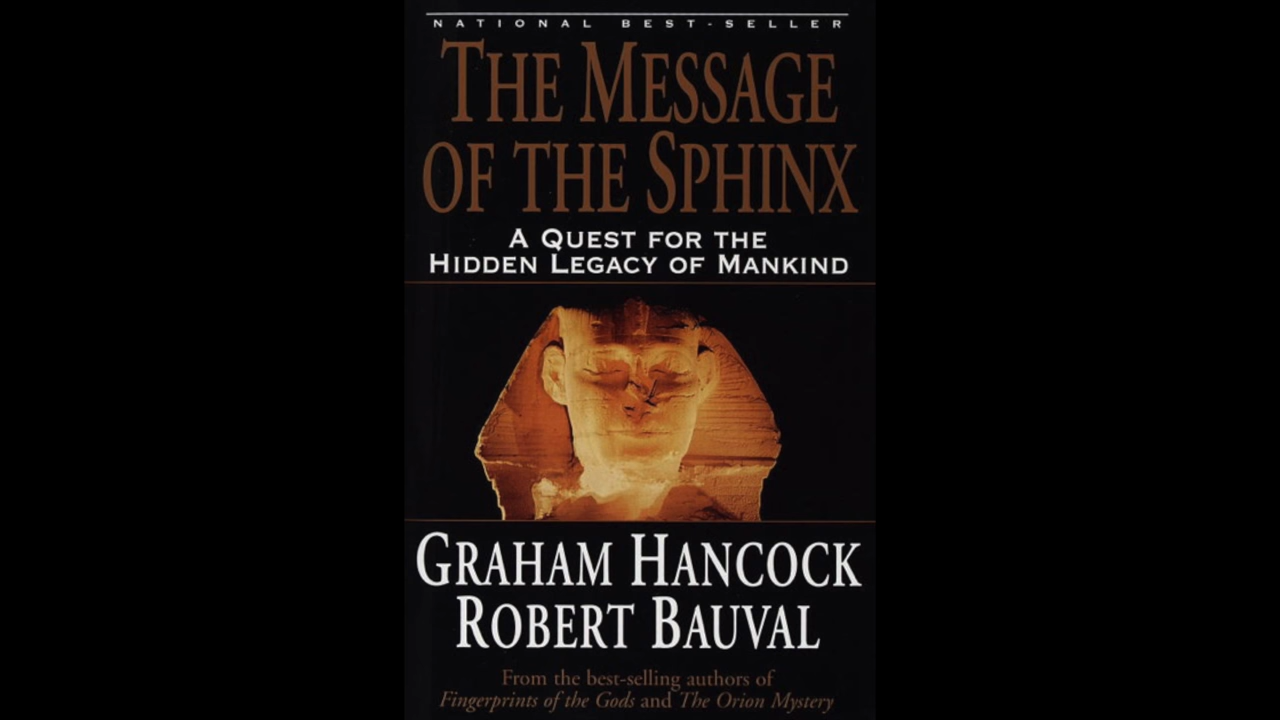 NATIONAL BEST-SELLER
THE MESSAGE
OF THE SPHINX
A QUEST FOR THE
HIDDEN LEGACY OF MANKIND
GRAHAM HANCOCK
ROBERT BAUVAL
From the best-selling authors of
Fingerprints of the Gods and The Orion Mystery